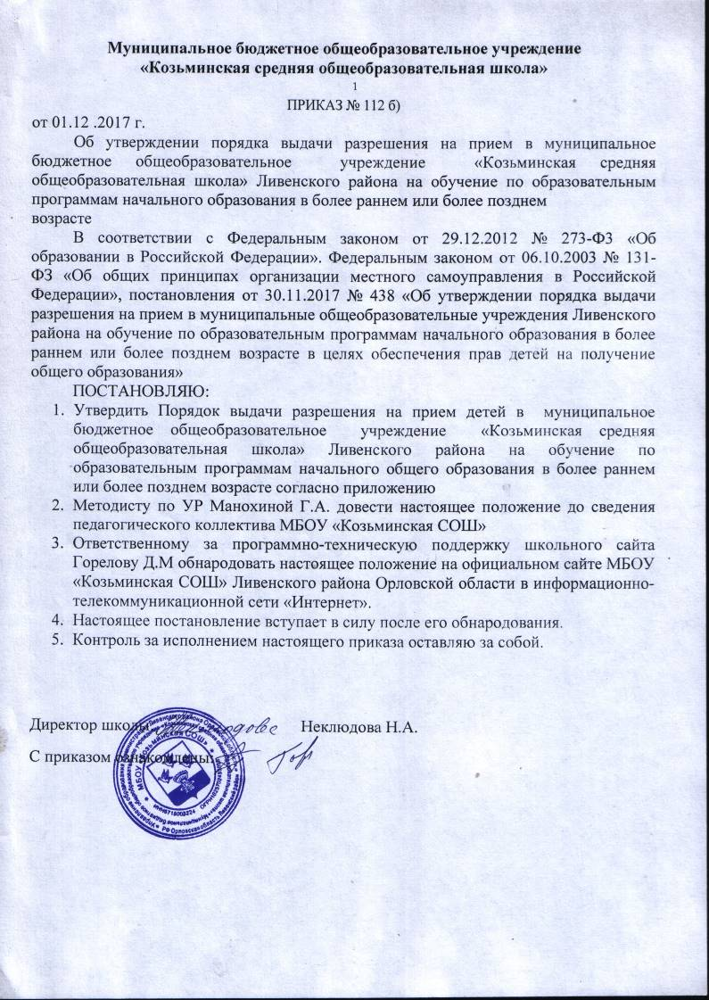 Муниципальное бюджетное общеобразовательное учреждение
«Козьминская средняя общеобразовательная школа»
1
ПРИКАЗ № 112 б)
от 01.12 .2017 г.
Об утверждении порядка выдачи разрешения на прием в муниципальное
бюджетное общеобразовательное учреждение «Козьминская средняя
общеобразовательная школа» Ливенского района на обучение по образовательным
программам начального образования в более раннем или более позднем
возрасте
В соответствии с Федеральным законом от 29.12.2012 № 273-ФЗ «Об
образовании в Российской Федерации». Федеральным законом от 06.10.2003 № 131-
ФЗ «Об общих принципах организации местного самоуправления в Российской
Федерации», постановления от 30.11.2017 № 438 «Об утверждении порядка выдачи
разрешения на прием в муниципальные общеобразовательные учреждения Ливенского
района на обучение по образовательным программам начального образования в более
раннем или более позднем возрасте в целях обеспечения прав детей на получение
общего образования»
ПОСТАНОВЛЯЮ:
1. Утвердить Порядок выдачи разрешения на прием детей в муниципальное
бюджетное общеобразовательное учреждение «Козьминская средняя
общеобразовательная школа» Ливенского района на обучение по
образовательным программам начального общего образования в более раннем
или более позднем возрасте согласно приложению
2. Методисту по УР Манохиной Г.А. довести настоящее положение до сведения
педагогического коллектива МБОУ «Козьминская СОШ»
3. Ответственному за программно-техническую поддержку школьного сайта
Горелову Д.М обнародовать настоящее положение на официальном сайте МБОУ
«Козьминская СОШ» Ливенского района Орловской области в информационно-
телекоммуникационной сети «Интернет».
4. Настоящее постановление вступает в силу после его обнародования.
5. Контроль за исполнением настоящего приказа оставляю за собой.
Директор школы Неклюдова Н.А.
С приказом ознакомлены:
МБОУ «Козьминская СОШ»
РФ Орловская область Ливенский район